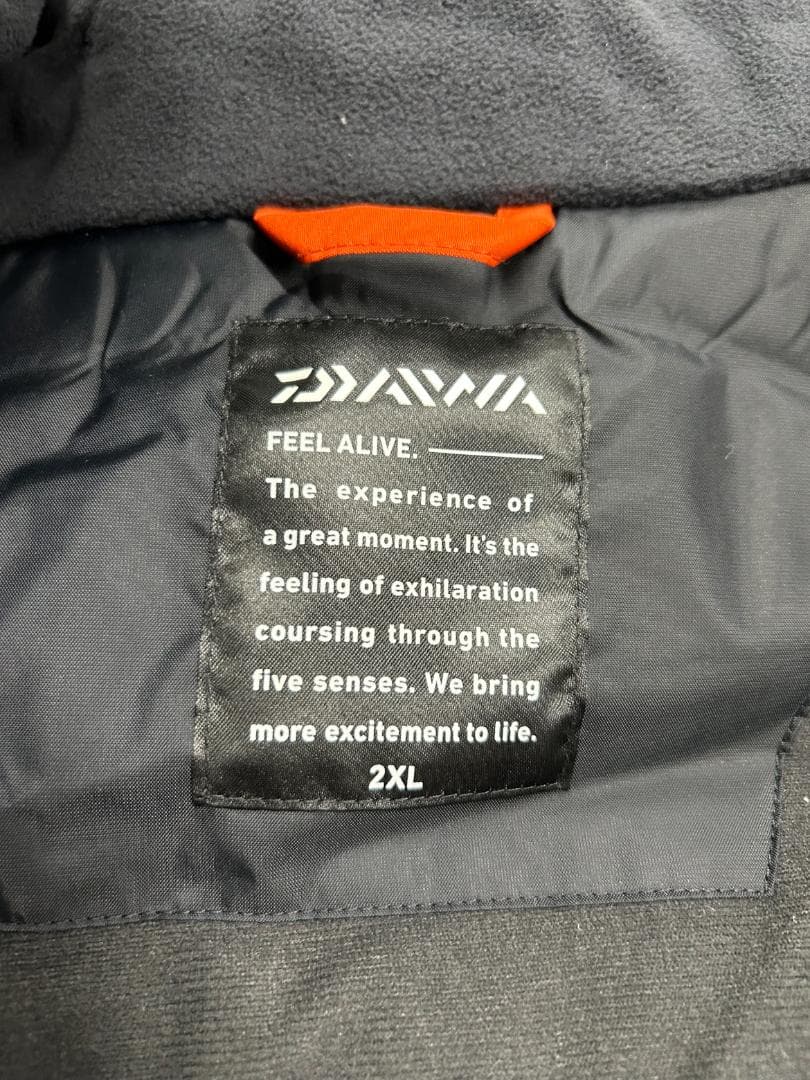 DAIWA
FEEL ALIVE.
The experience of
a great moment. It's the
feeling of exhilaration
coursing through the
five senses. We bring
more excitement to life.
2XL